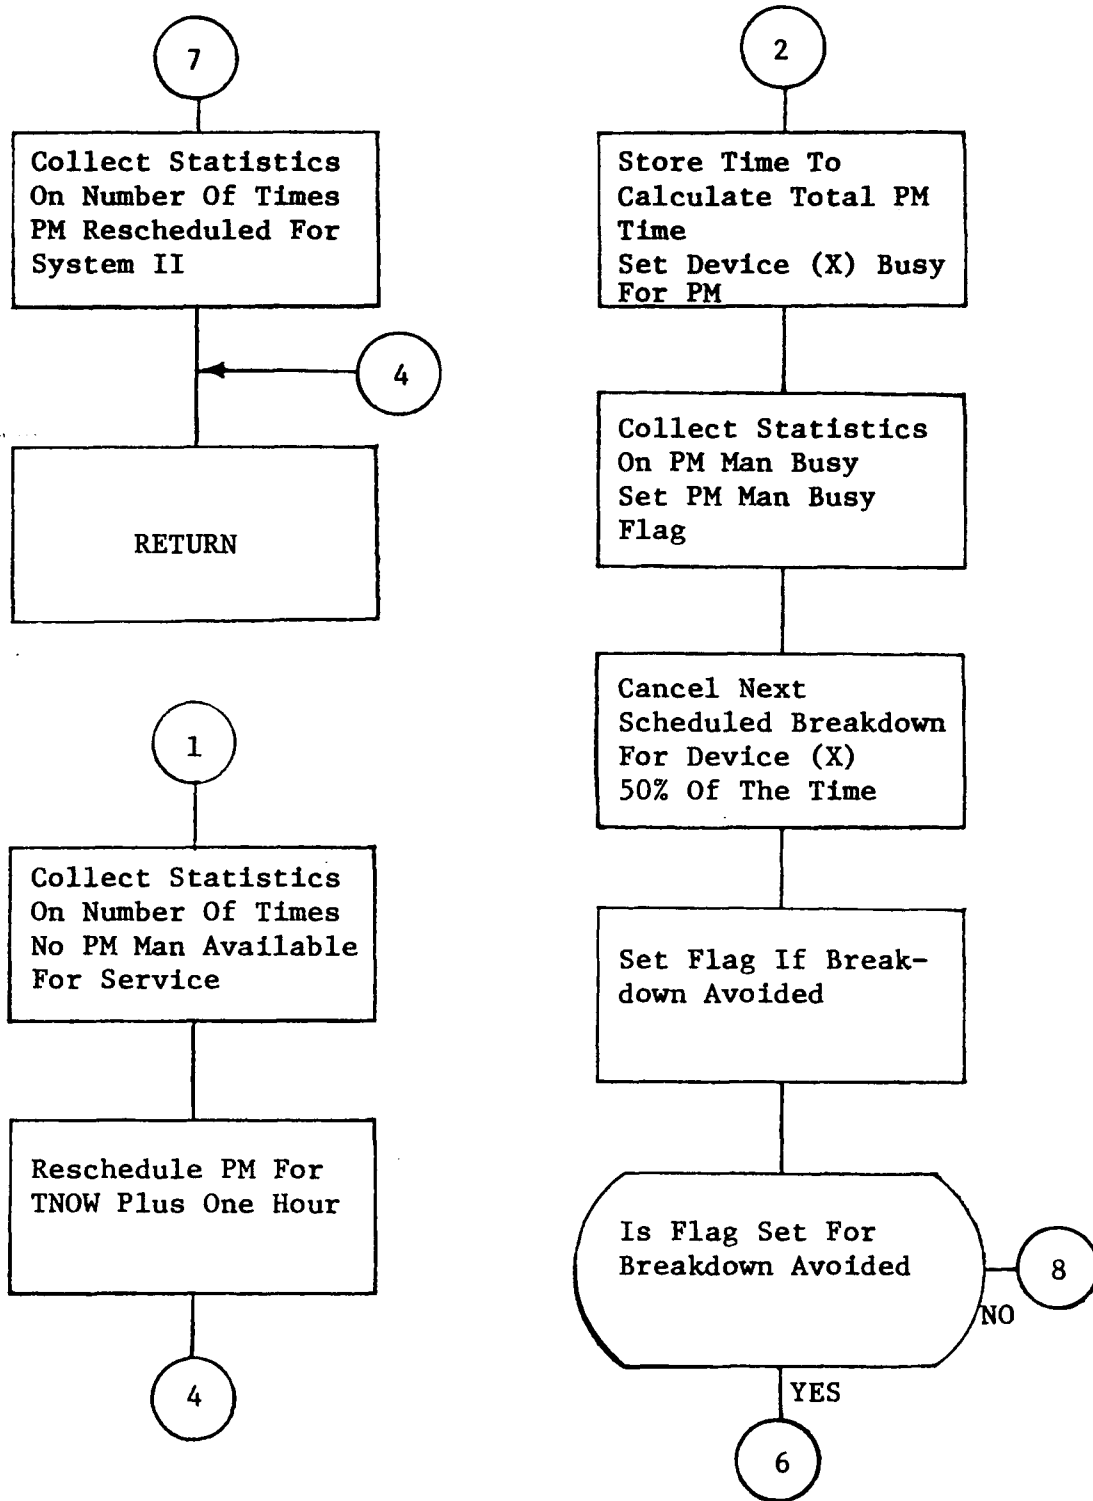 7
Collect Statistics
On Number Of Times
PM Rescheduled For
System II
4
RETURN
1
Collect Statistics
On Number Of Times
No PM Man Available
For Service
Reschedule PM For
TNOW Plus One Hour
4
2
Store Time To
Calculate Total PM
Time
Set Device (X) Busy
For PM
Collect Statistics
On PM Man Busy
Set PM Man Busy
Flag
Cancel Next
Scheduled Breakdown
For Device (X)
50% Of The Time
Set Flag If Break-
down Avoided
Is Flag Set For
Breakdown Avoided
8
NO
YES
6